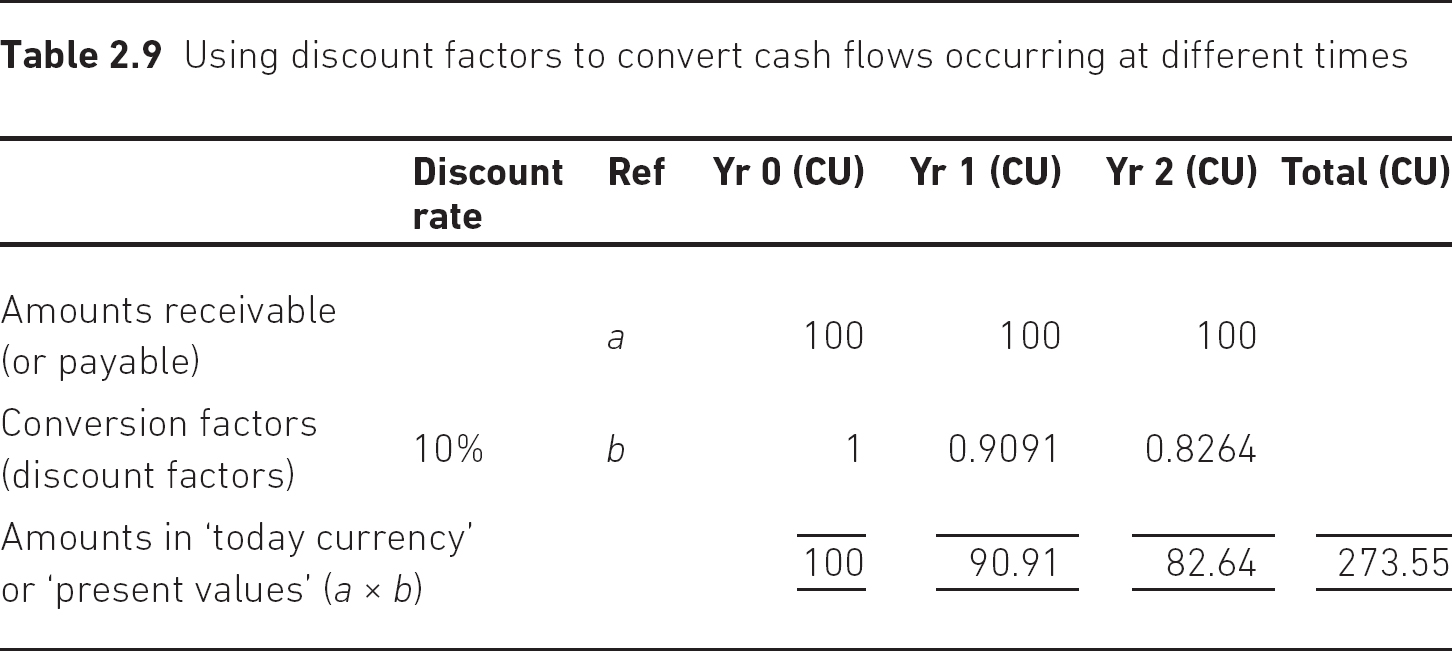 Table 2.9 Using discount factors to convert cash flows occurring at different times
Discount Ref Yr 0 (CU) Yr 1 (CU) Yr 2 (CU) Total (CU)
rate
Amounts receivable
(or payable) a 100 100 100
Conversion factors
(discount factors) 10% b 1 0.9091 0.8264
Amounts in ‘today currency’
or ‘present values’ (a × b) 100 90.91 82.64 273.55